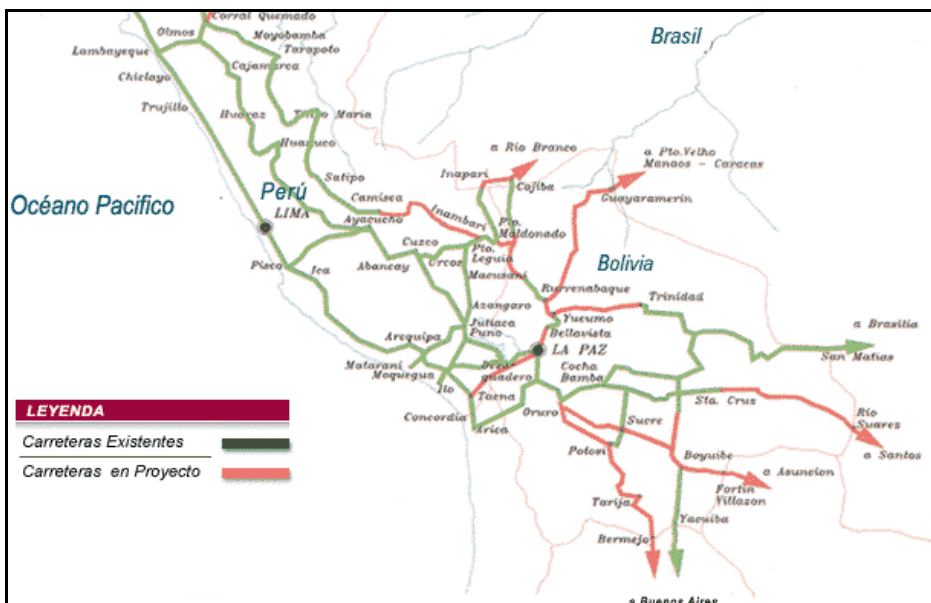 Corral Quemado
Olmos
Moyobamba
Tarapoto
Brasil
Lambayeque
Cajamarca
Chiclayo
Trujillo
Huaraz
Tingo Maria
Huanuco
a Rio Branco
a Pto.Velho
Manaos - Caracas
Satipo
Inapari
Cojiba
Perú
Camisea
Guayaramerin
Océano Pacifico
LIMA
Inambari
Ayacucho
Pto.
Maldonado
Cuzco
Pto.
Leguia
Pisco
Ica
Abancay
Urcos
Bolivia
Macusani
Rurrenabaque
Trinidad
Azangaro
Yucumo
Juliaca
Puno
Bellavista
a Brasilia
Arequipa
LA PAZ
San Matias
Matarani
Desaguadero
Cocha
Bamba
Moquegua
Ilo
Tacna
Sta. Cruz
Concordia
Oruro
Rio
Suares
LEYENDA
Arica
Sucre
Carreteras Existentes
Potosi
Boyuibe
a Santos
Carreteras en Proyecto
a Asuncion
Fortin
Villazon
Tarija
Yacuiba
Bermejo
a Buenos Aires